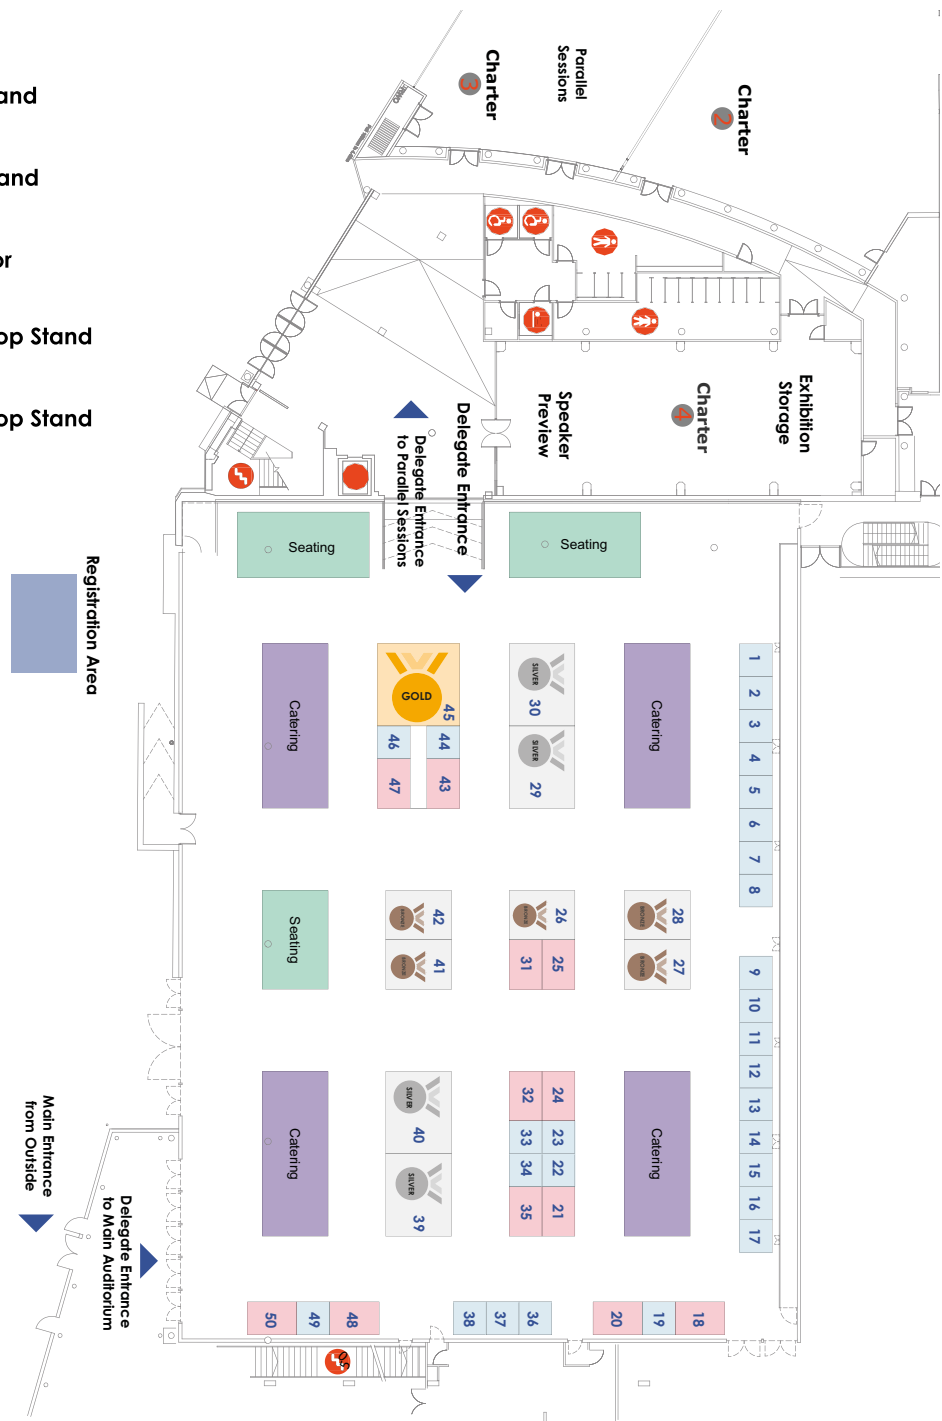 and
and
or
op Stand
op Stand
Charter
3
Parallel
Sessions
Charter
2
Exhibition
Storage
Charter
4
Speaker
Preview
Delegate Entrance
Delegate Entrance
to Parallel Sessions
Seating
Seating
Registration Area
Catering
GOLD
45
46
44
47
43
SILVER
30
SILVER
29
Catering
1
2
3
4
5
6
7
8
Seating
BRONZE
42
BRONZE
41
BRONZE
26
31
25
BRONZE
28
BRONZE
27
9
10
11
12
13
14
15
16
17
Catering
SILVER
40
SILVER
39
32
24
33
23
34
22
35
21
Catering
Main Entrance
from Outside
Delegate Entrance
to Main Auditorium
50
49
48
38
37
36
20
19
18